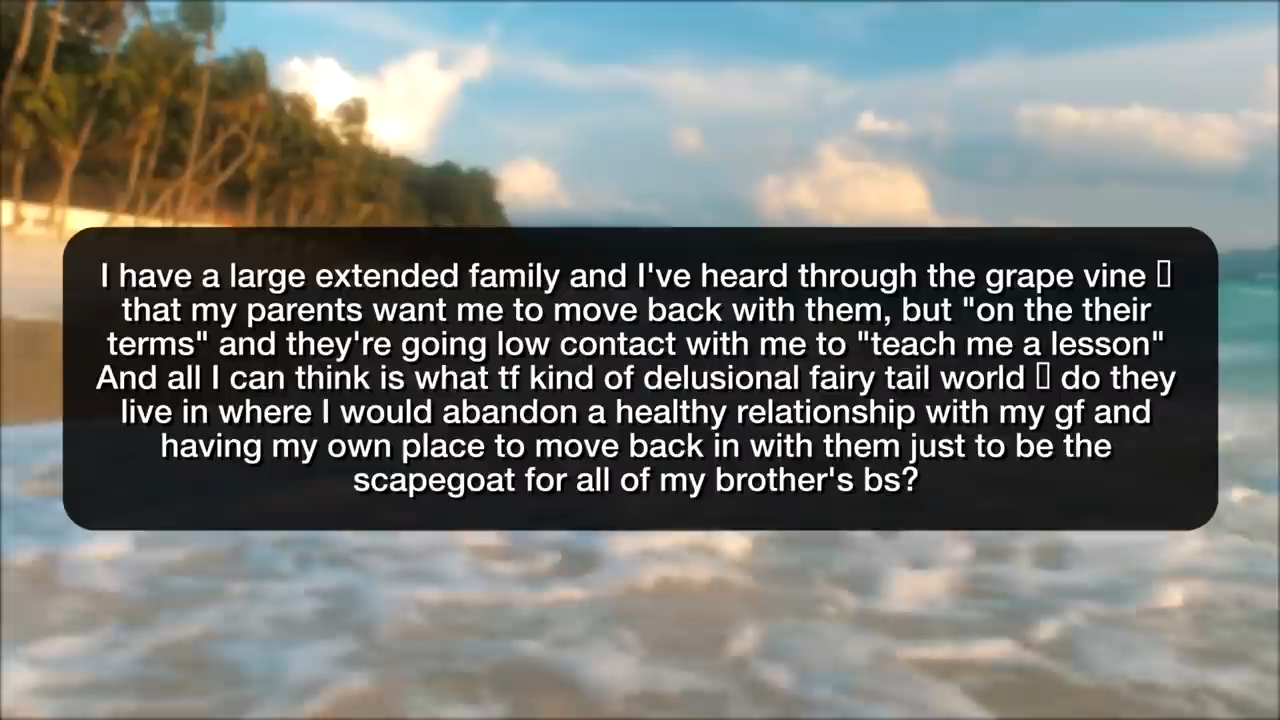 I have a large extended family and I've heard through the grape vine ▯
that my parents want me to move back with them, but "on the their
terms" and they're going low contact with me to "teach me a lesson"
And all I can think is what tf kind of delusional fairy tail world ▯ do they
live in where I would abandon a healthy relationship with my gf and
having my own place to move back in with them just to be the
scapegoat for all of my brother's bs?